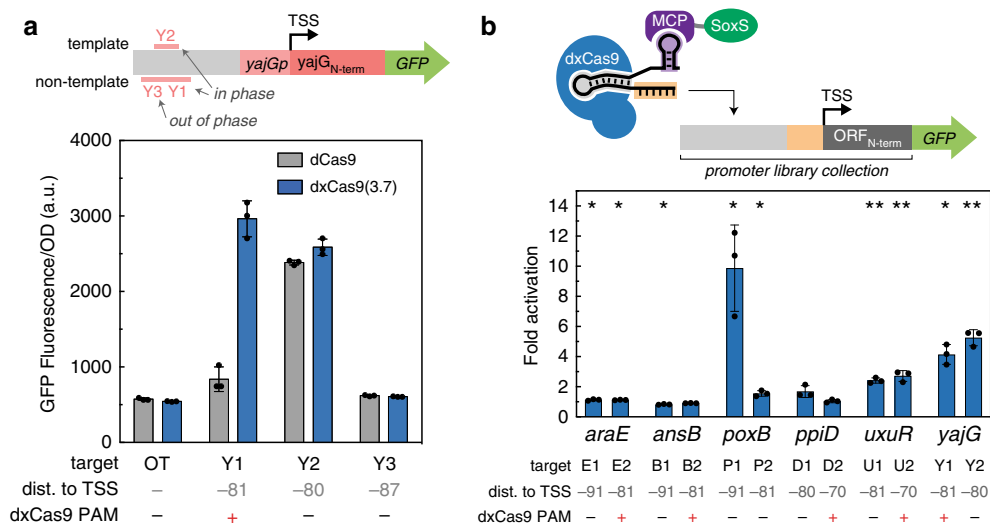 a
TSS
template
Y2
yajGp
yajG N-term
GFP
non-template
Y3 Y1
in phase
out of phase
GFP Fluorescence/OD (a.u.)
4000
3000
2000
1000
0
dCas9
dxCas9(3.7)
target OT Y1 Y2 Y3
dist. to TSS – –81 –80 –87
dxCas9 PAM + – –
b
MCP
SoxS
dxCas9
TSS
ORF N-term
GFP
promoter library collection
Fold activation
14
12
10
8
6
4
2
0
* * * * * ** ** * **
araE ansB poxB ppiD uxuR yajG
target E1 E2 B1 B2 P1 P2 D1 D2 U1 U2 Y1 Y2
dist. to TSS –91 –81 –91 –81 –91 –81 –80 –70 –81 –70 –81 –80
dxCas9 PAM – + – + – – – + – + + –